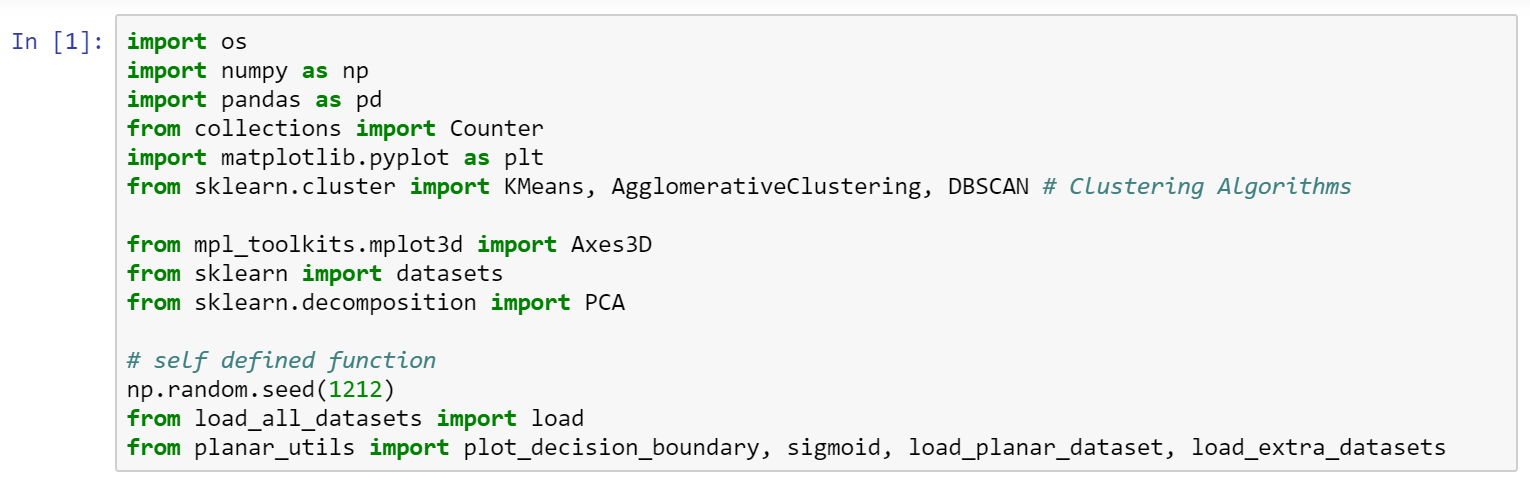 In [1]:
import os
import numpy as np
import pandas as pd
from collections import Counter
import matplotlib.pyplot as plt
from sklearn.cluster import KMeans, AgglomerativeClustering, DBSCAN # Clustering Algorithms
from mpl_toolkits.mplot3d import Axes3D
from sklearn import datasets
from sklearn.decomposition import PCA
# self defined function
np.random.seed(1212)
from load_all_datasets import load
from planar_utils import plot_decision_boundary, sigmoid, load_planar_dataset, load_extra_datasets